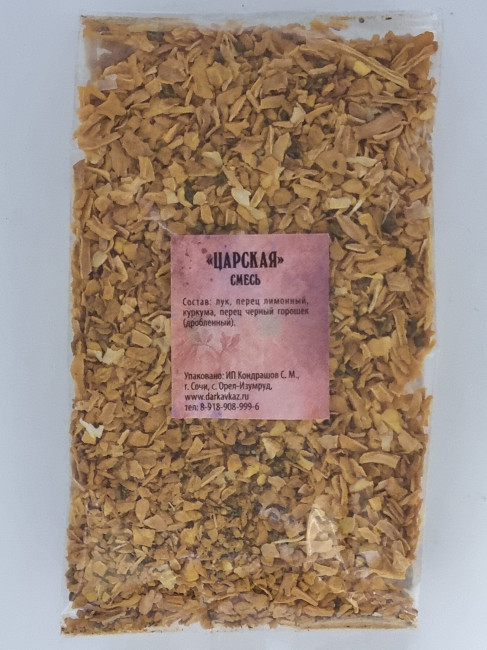 «ЦАРСКАЯ»
СМЕСЬ
Состав: лук, перец лимонный,
куркума, перец черный горошек
(дробленный).
Упаковано: ИП Кондрашов С. М.,
г. Сочи, с. Орел-Изумруд,
www.darkavkaz.ru
тел: 8-918-908-999-6